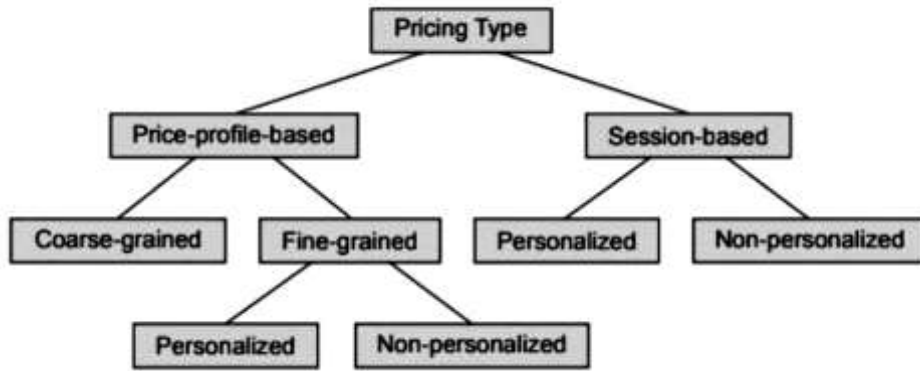 Pricing Type
Price-profile-based
Session-based
Coarse-grained
Fine-grained
Personalized
Non-personalized
Personalized
Non-personalized